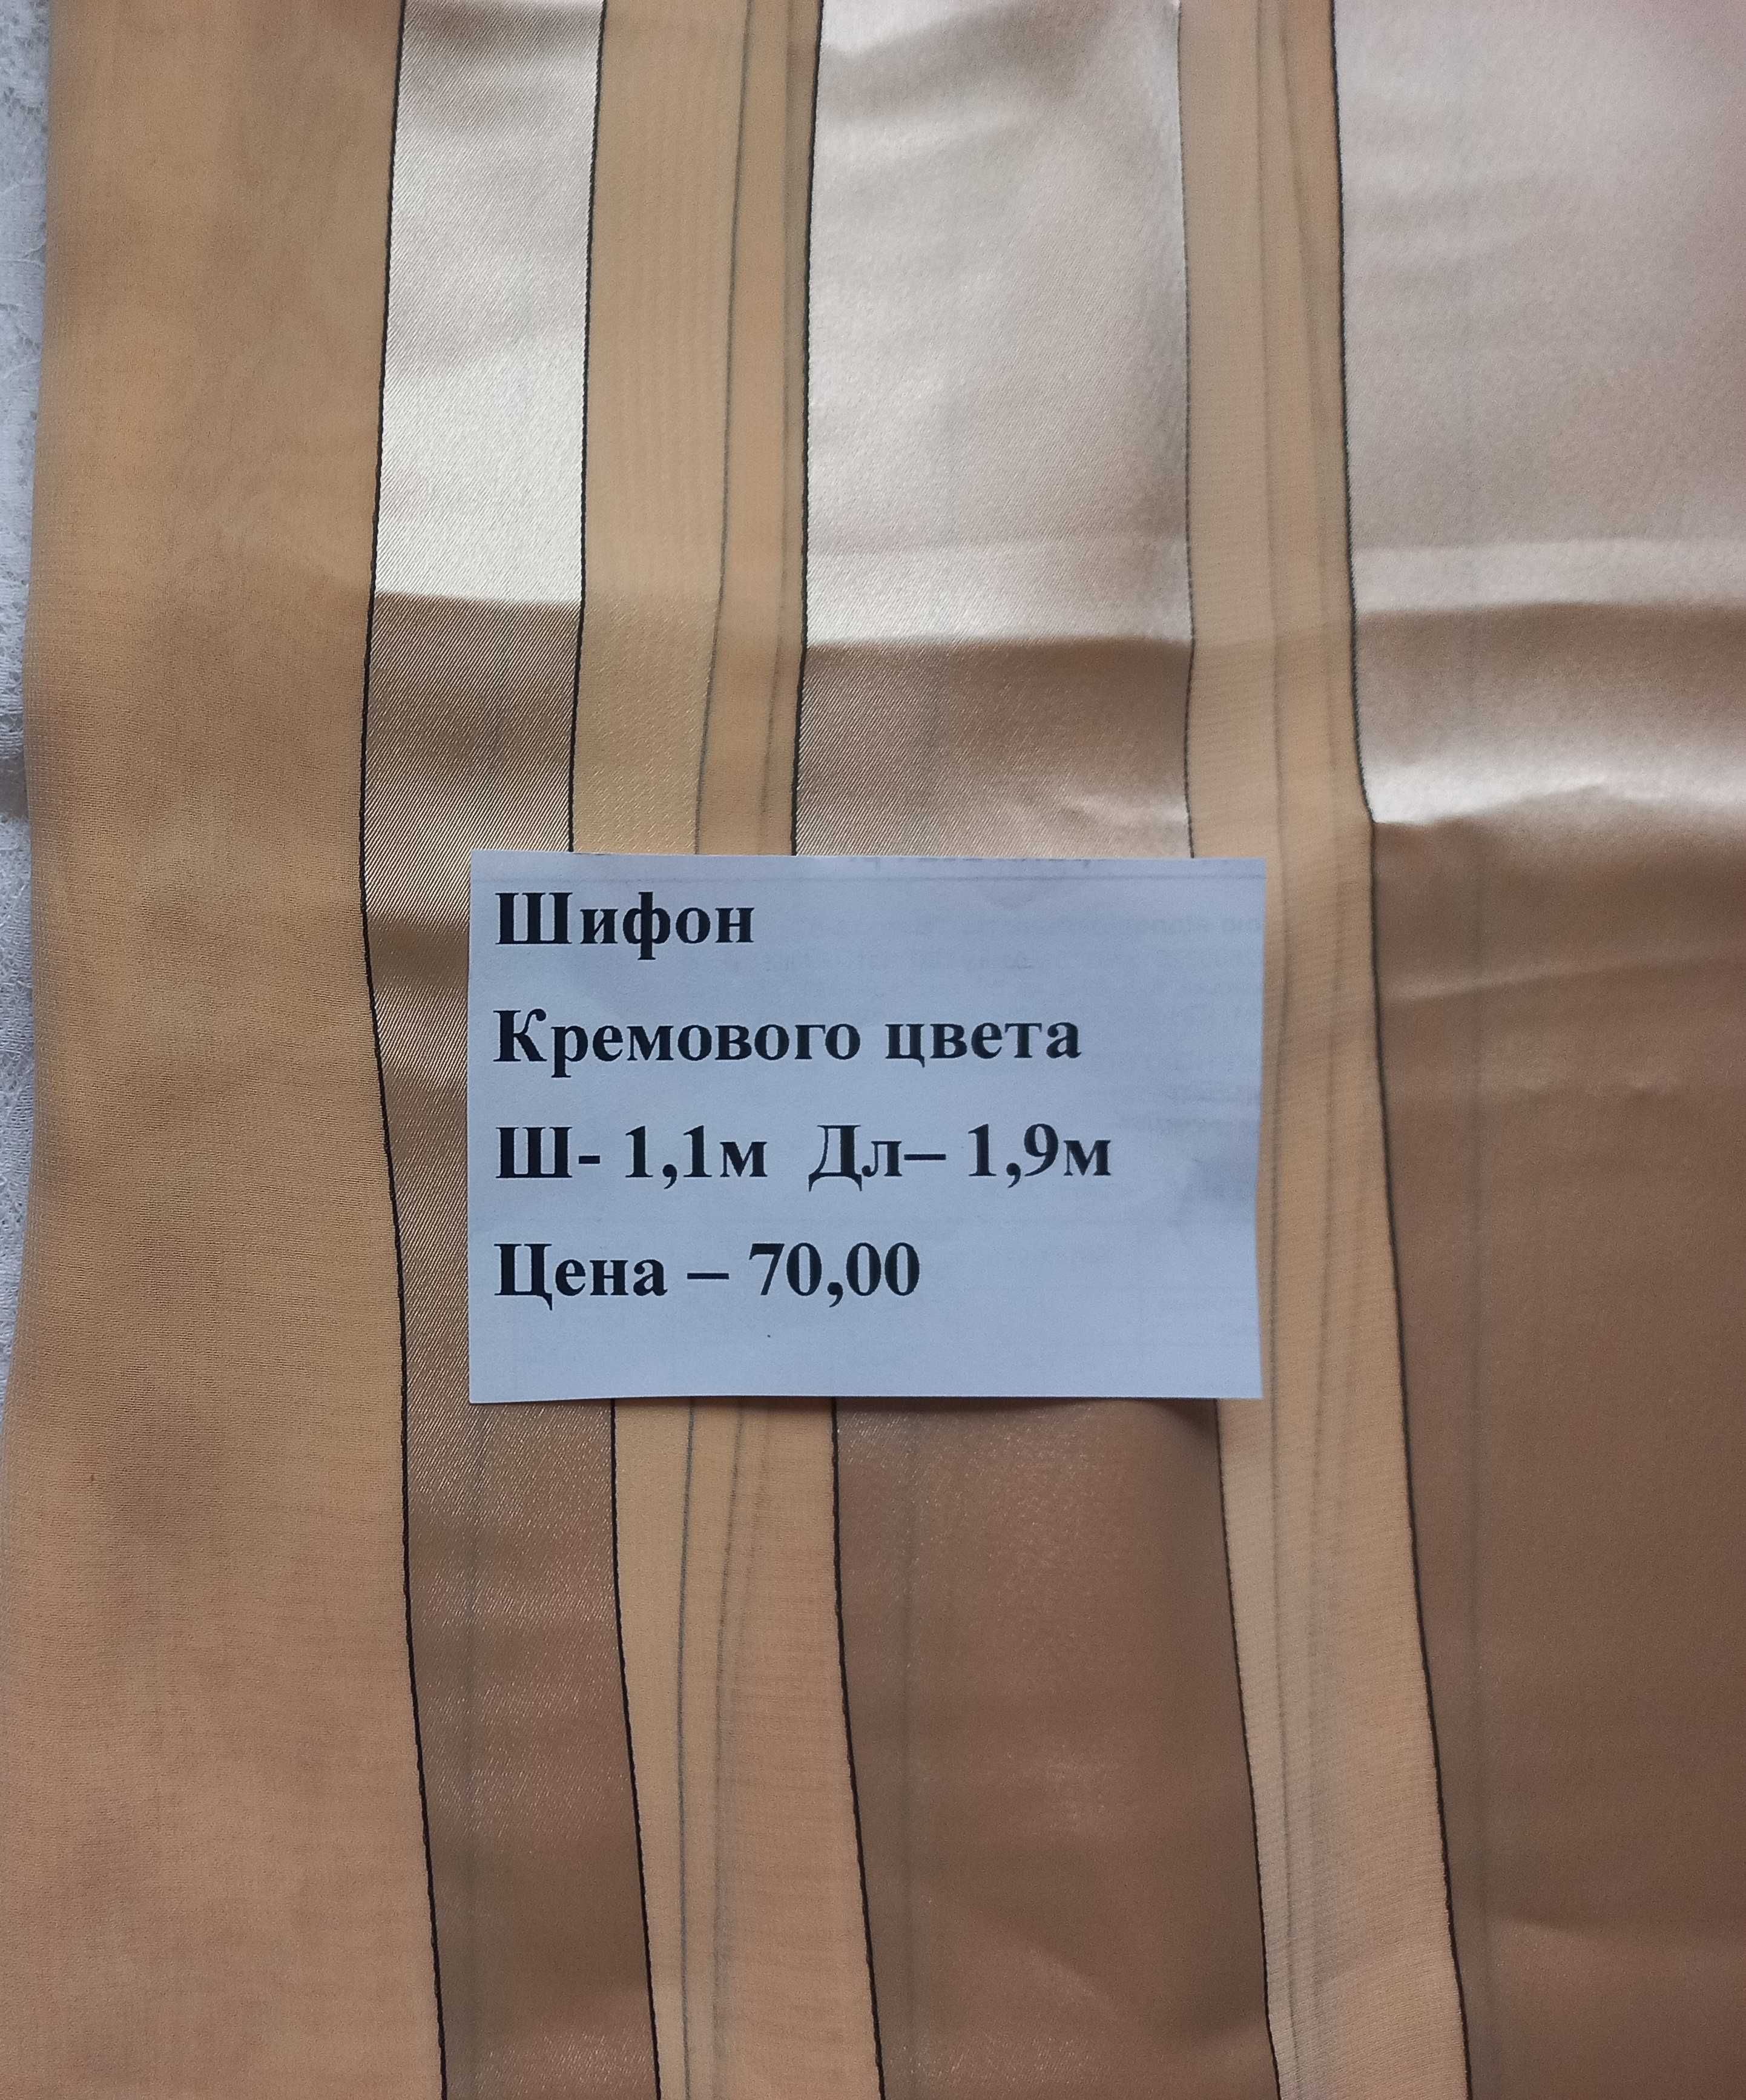 Шифон
Кремового цвета
Ш- 1,1м Дл– 1,9м
Цена – 70,00